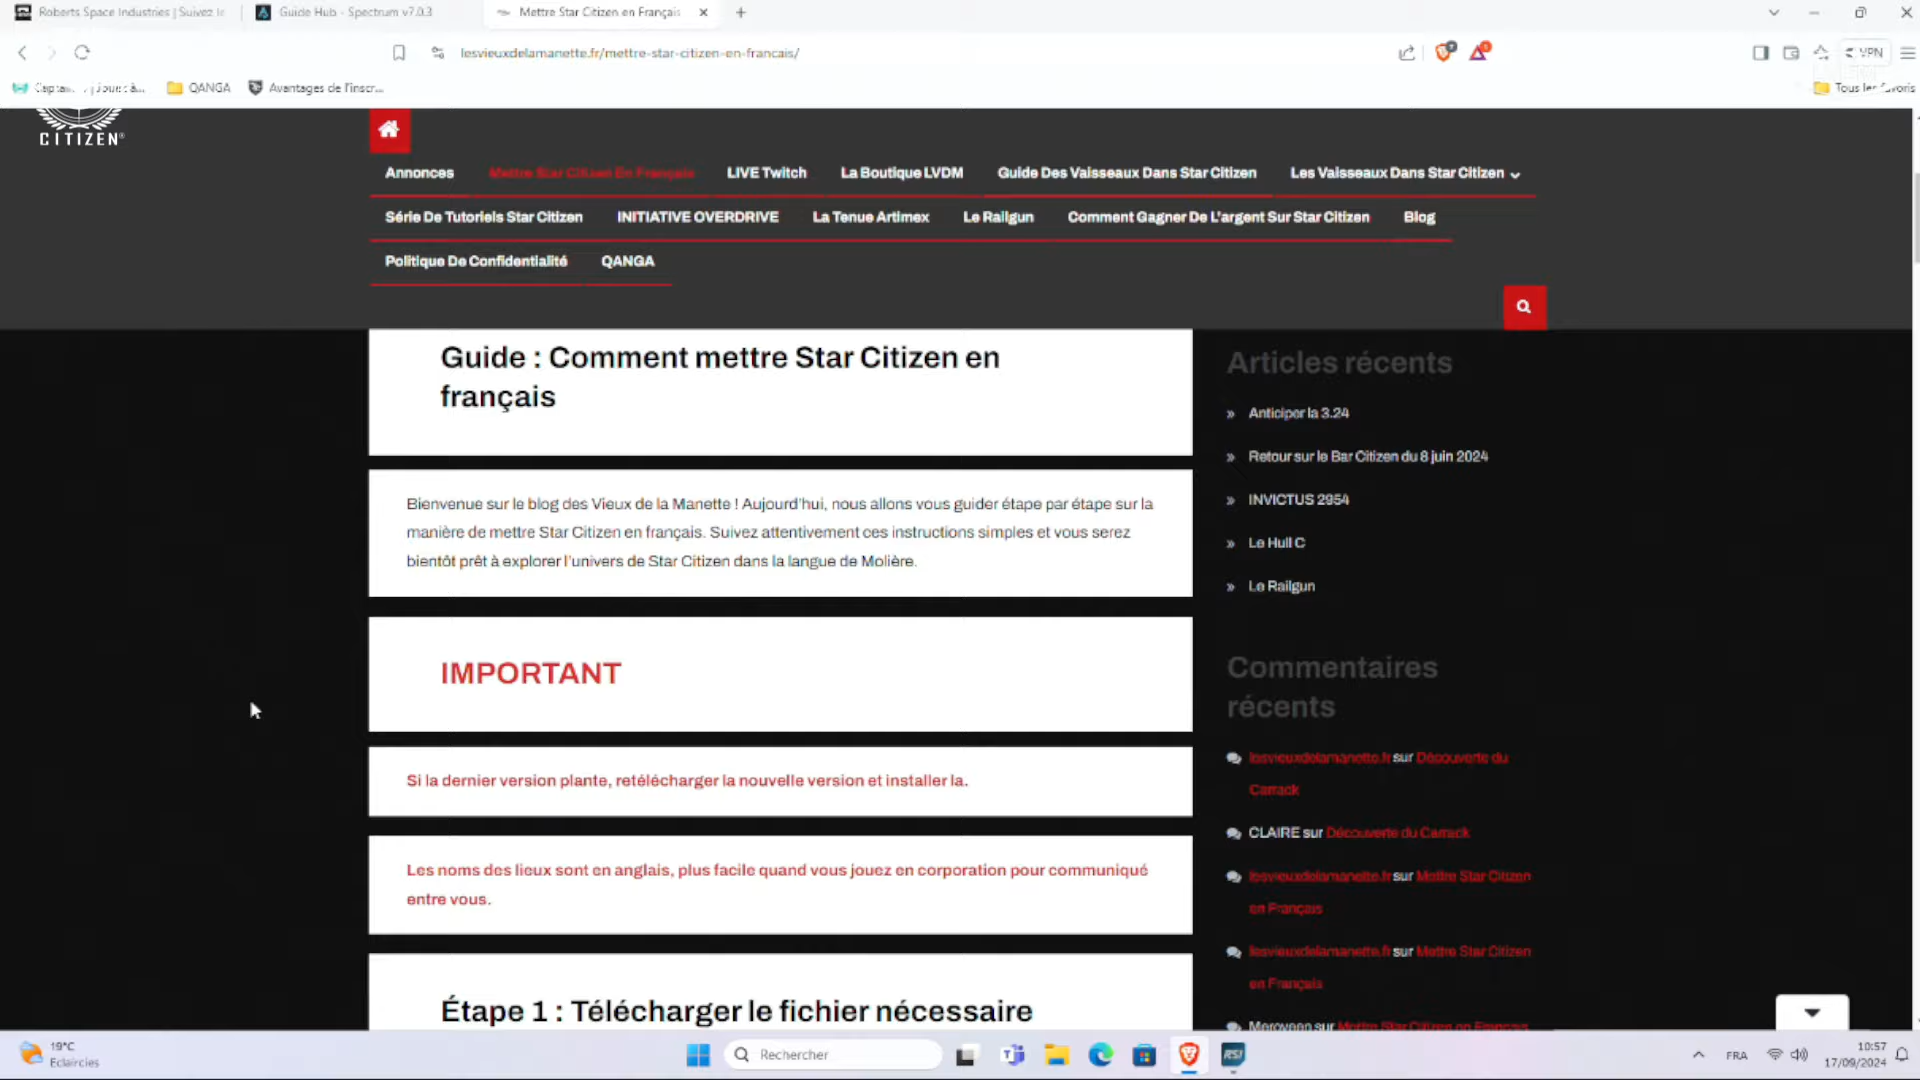 Roberts Space Industries | Suivez l
Guide Hub - Spectrum v7.0.3
Mettre Star Citizen en Français
lesvieuxdelamanette.fr/mettre-star-citizen-en-francais/
VPN
QANGA
Avantages de l'inscr...
Tous les favoris
CITIZEN®
Annonces
Mettre Star Citizen En Français
LIVE Twitch
La Boutique LVDM
Guide Des Vaisseaux Dans Star Citizen
Les Vaisseaux Dans Star Citizen
Série De Tutoriels Star Citizen
INITIATIVE OVERDRIVE
La Tenue Artimex
Le Railgun
Comment Gagner De L'argent Sur Star Citizen
Blog
Politique De Confidentialité
QANGA
Guide : Comment mettre Star Citizen en
français
Bienvenue sur le blog des Vieux de la Manette ! Aujourd'hui, nous allons vous guider étape par étape sur la
manière de mettre Star Citizen en français. Suivez attentivement ces instructions simples et vous serez
bientôt prêt à explorer l'univers de Star Citizen dans la langue de Molière.
IMPORTANT
Si la dernier version plante, retélécharger la nouvelle version et installer la.
Les noms des lieux sont en anglais, plus facile quand vous jouez en corporation pour communiqué
entre vous.
Étape 1 : Télécharger le fichier nécessaire
Articles récents
» Anticiper la 3.24
» Retour sur le Bar Citizen du 8 juin 2024
» INVICTUS 2954
» Le Hull C
» Le Railgun
Commentaires
récents
lesvieuxdelamanette.fr sur Découverte du
Carrack
CLAIRE sur Découverte du Carrack
lesvieuxdelamanette.fr sur Mettre Star Citizen
en Français
lesvieuxdelamanette.fr sur Mettre Star Citizen
en Français
Meroveen sur Mettre Star Citizen en Français
19°C
Eclaircies
Rechercher
RSI
FRA
10:57
17/09/2024